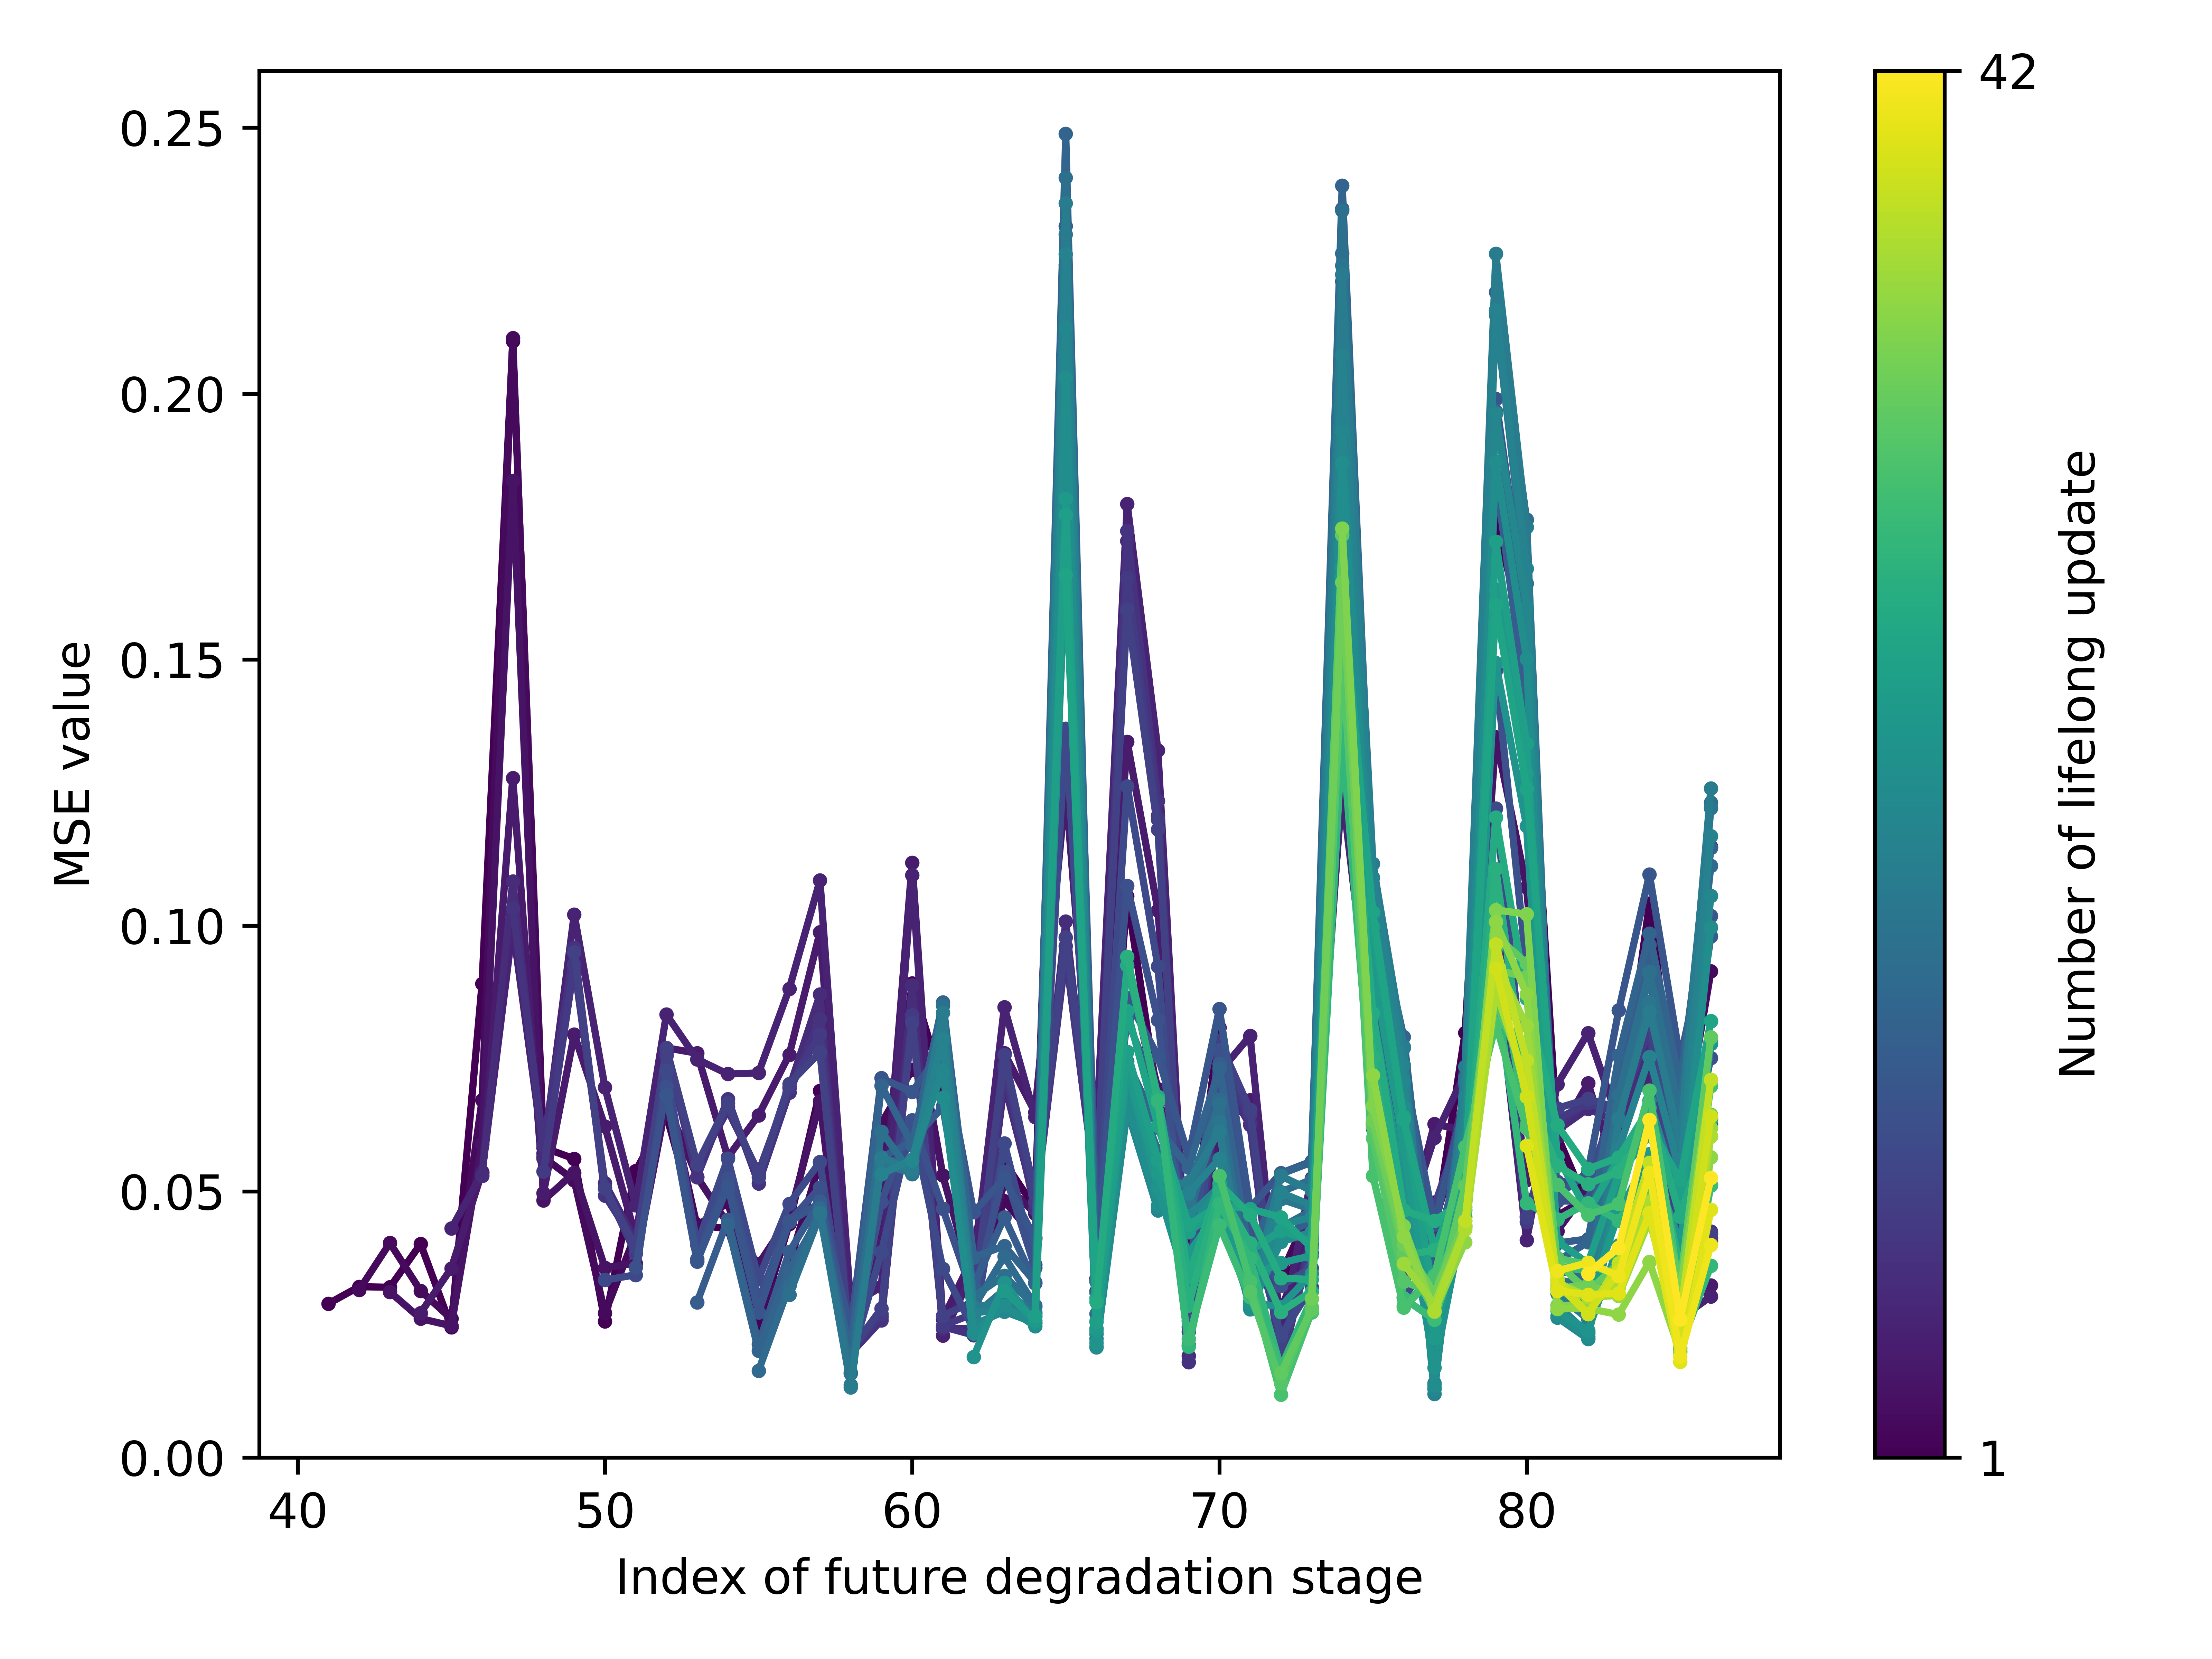 0.25
0.20
0.15
0.10
0.05
0.00
MSE value
40 50 60 70 80
Index of future degradation stage
42
1
Number of lifelong update